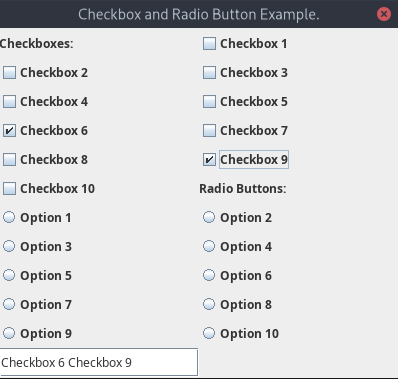 Checkbox and Radio Button Example.
Checkboxes: Checkbox 1
Checkbox 2 Checkbox 3
Checkbox 4 Checkbox 5
Checkbox 6 Checkbox 7
Checkbox 8 Checkbox 9
Checkbox 10 Radio Buttons:
Option 1 Option 2
Option 3 Option 4
Option 5 Option 6
Option 7 Option 8
Option 9 Option 10
Checkbox 6 Checkbox 9